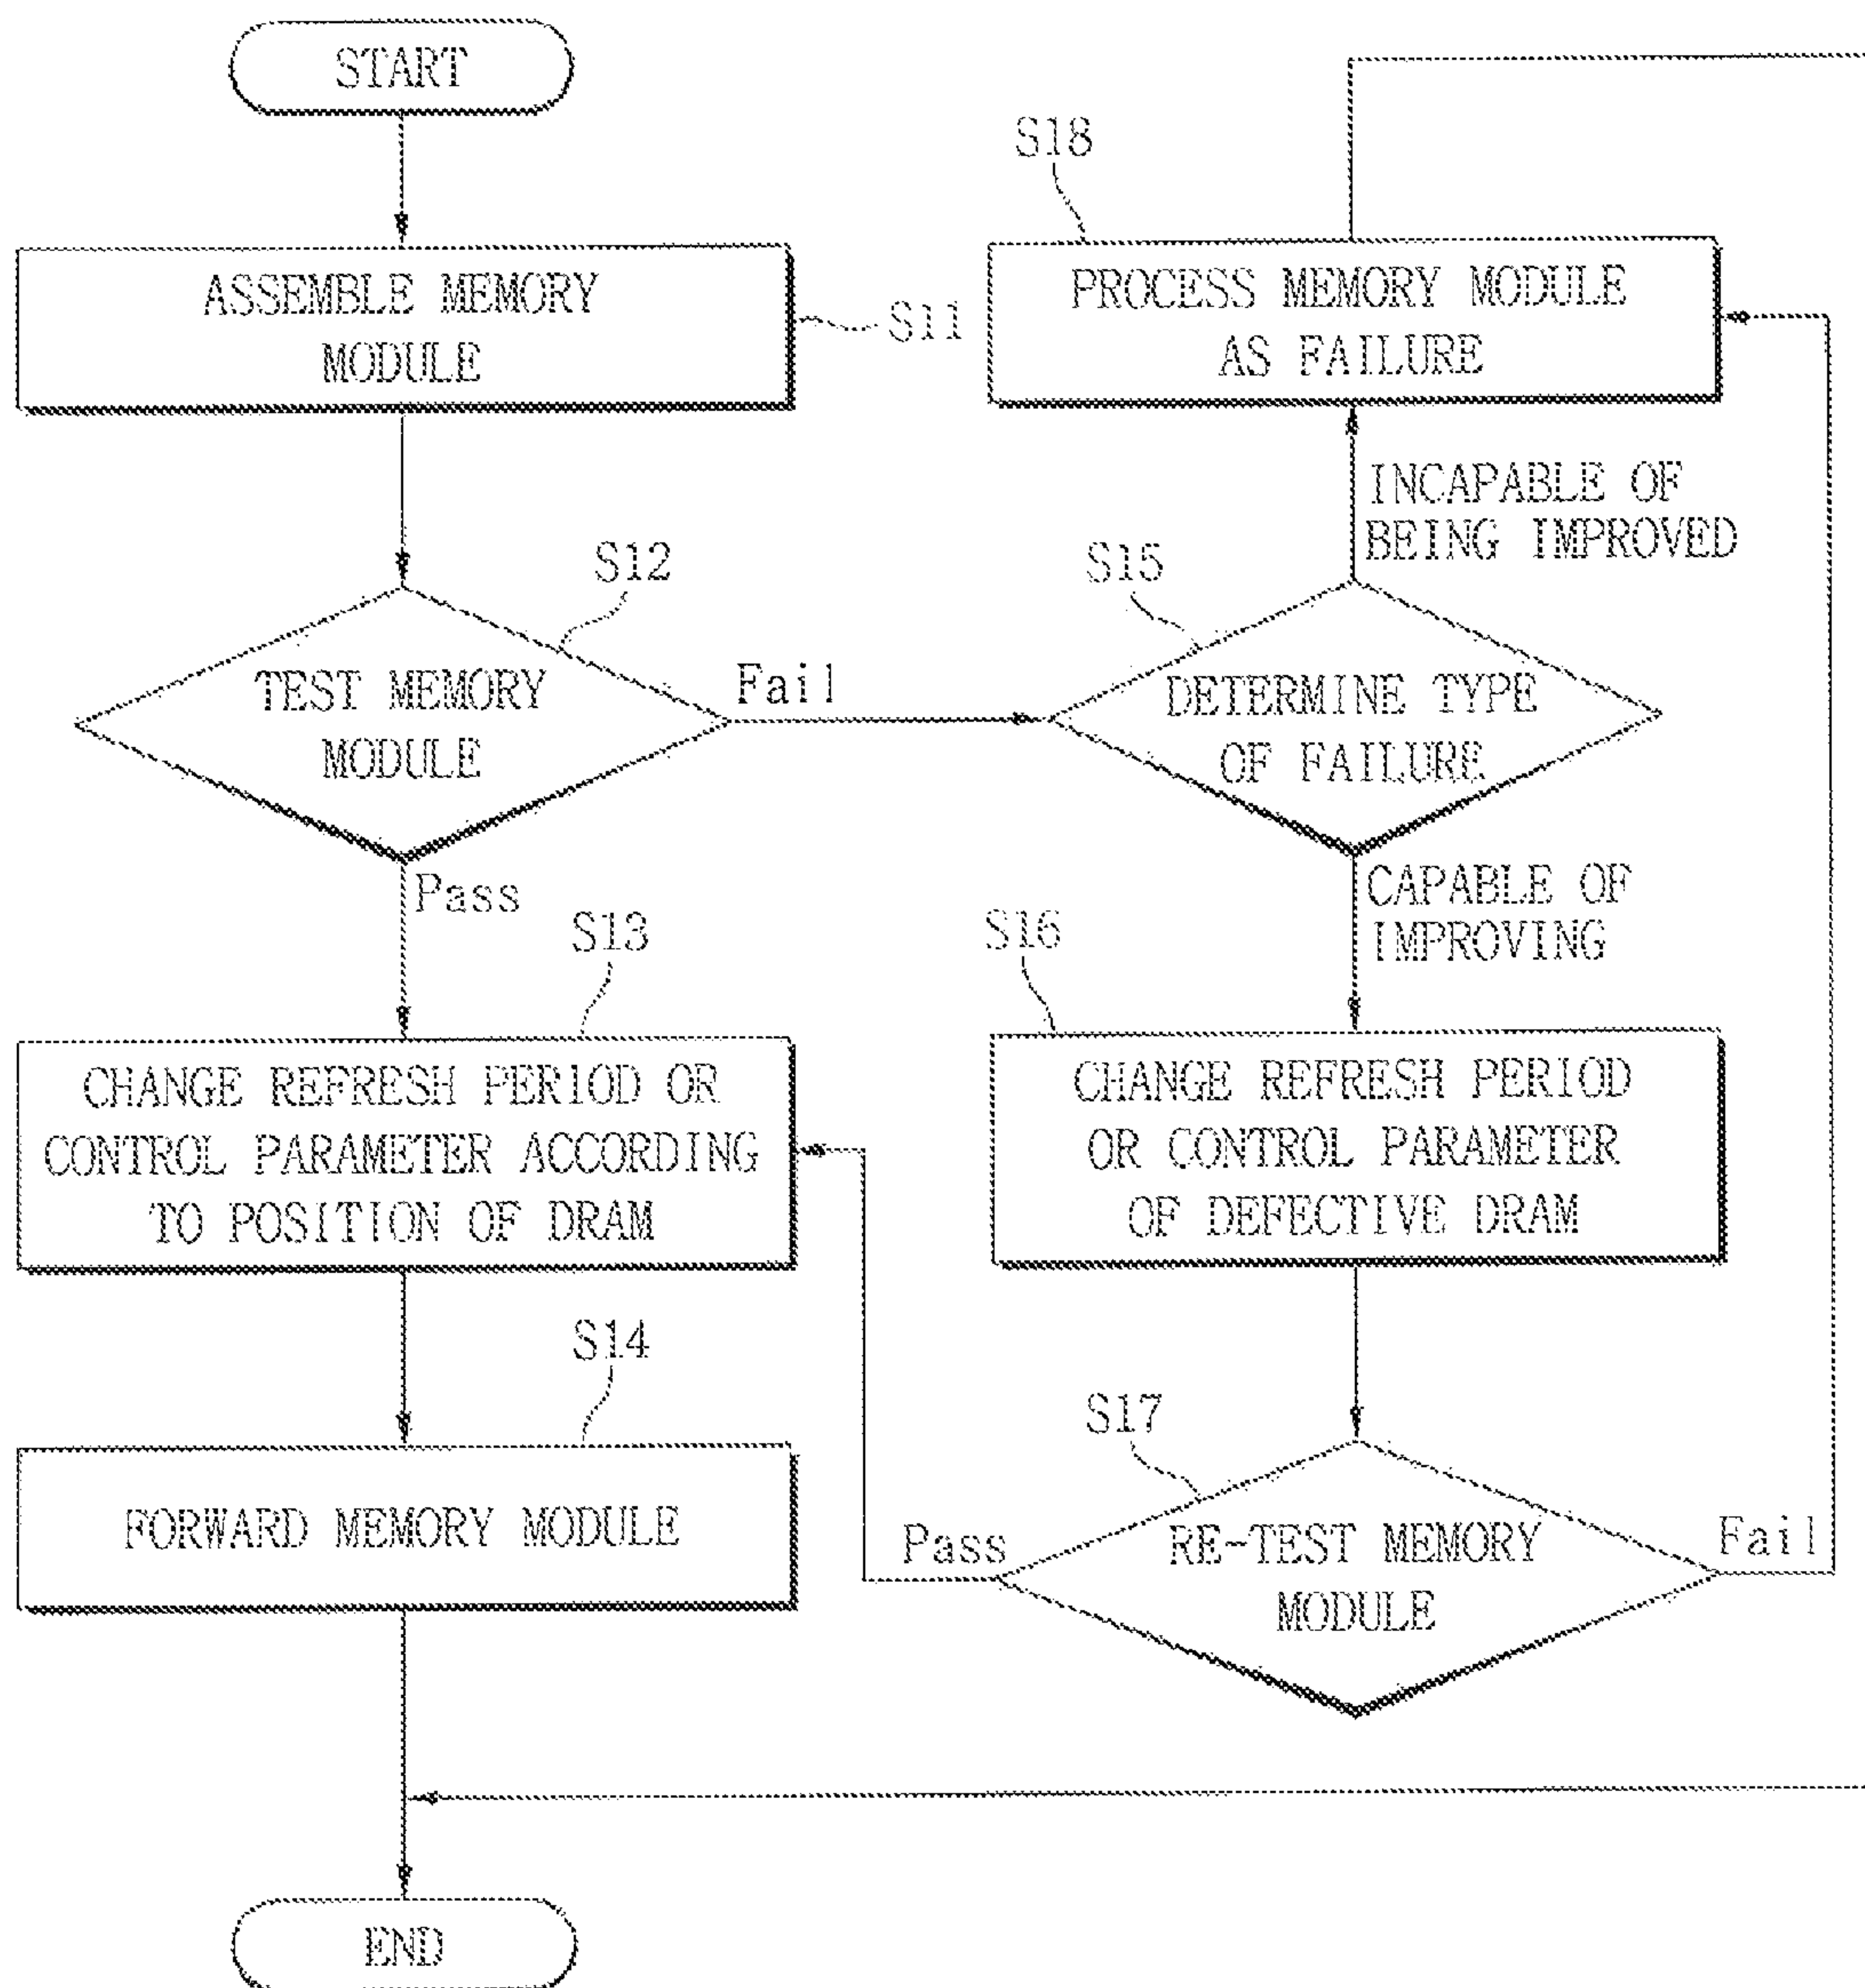 START
ASSEMBLE MEMORY
MODULE
S11
S12
TEST MEMORY
MODULE
Fail
Pass
S13
CHANGE REFRESH PERIOD OR
CONTROL PARAMETER ACCORDING
TO POSITION OF DRAM
S14
FORWARD MEMORY MODULE
END
S18
PROCESS MEMORY MODULE
AS FAILURE
INCAPABLE OF
BEING IMPROVED
S15
DETERMINE TYPE
OF FAILURE
CAPABLE OF
IMPROVING
S16
CHANGE REFRESH PERIOD
OR CONTROL PARAMETER
OF DEFECTIVE DRAM
S17
RE-TEST MEMORY
MODULE
Pass
Fail